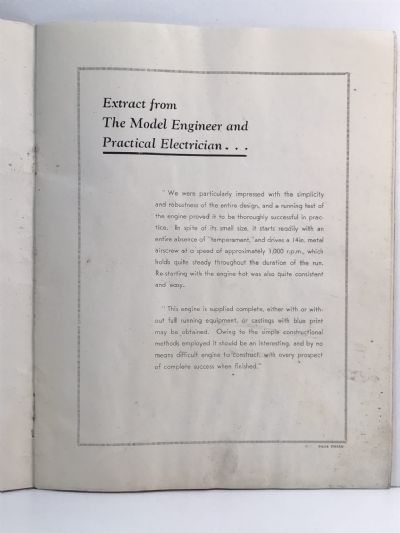 Extract from
The Model Engineer and
Practical Electrician . . .
" We were particularly impressed with the simplicity
and robustness of the entire design, and a running test of
the engine proved it to be thoroughly successful in prac-
tice. In spite of its small size, it starts readily with an
entire absence of "temperament," and drives a 14in. metal
airscrew at a speed of approximately 1,000 r.p.m., which
holds quite steady throughout the duration of the run.
Re-starting with the engine hot was also quite consistent
and easy.
" This engine is supplied complete, either with or with-
out full running equipment, or castings with blue print
may be obtained. Owing to the simple constructional
methods employed it should be an interesting, and by no
means difficult engine to construct, with every prospect
of complete success when finished."
PAGE THREE